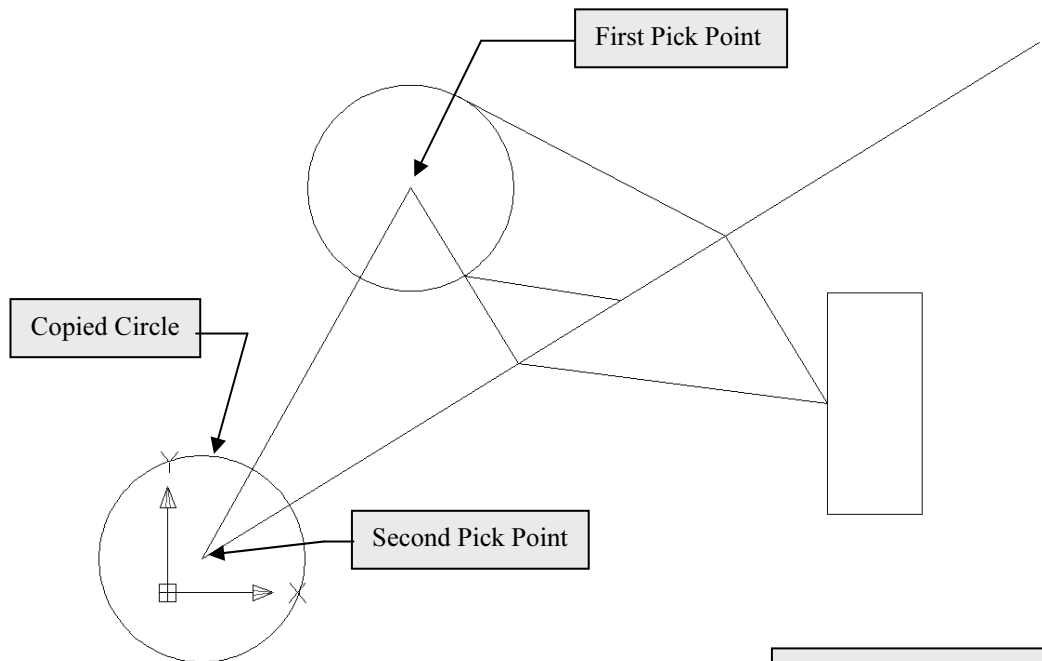 First Pick Point
Copied Circle
Y
Second Pick Point
X